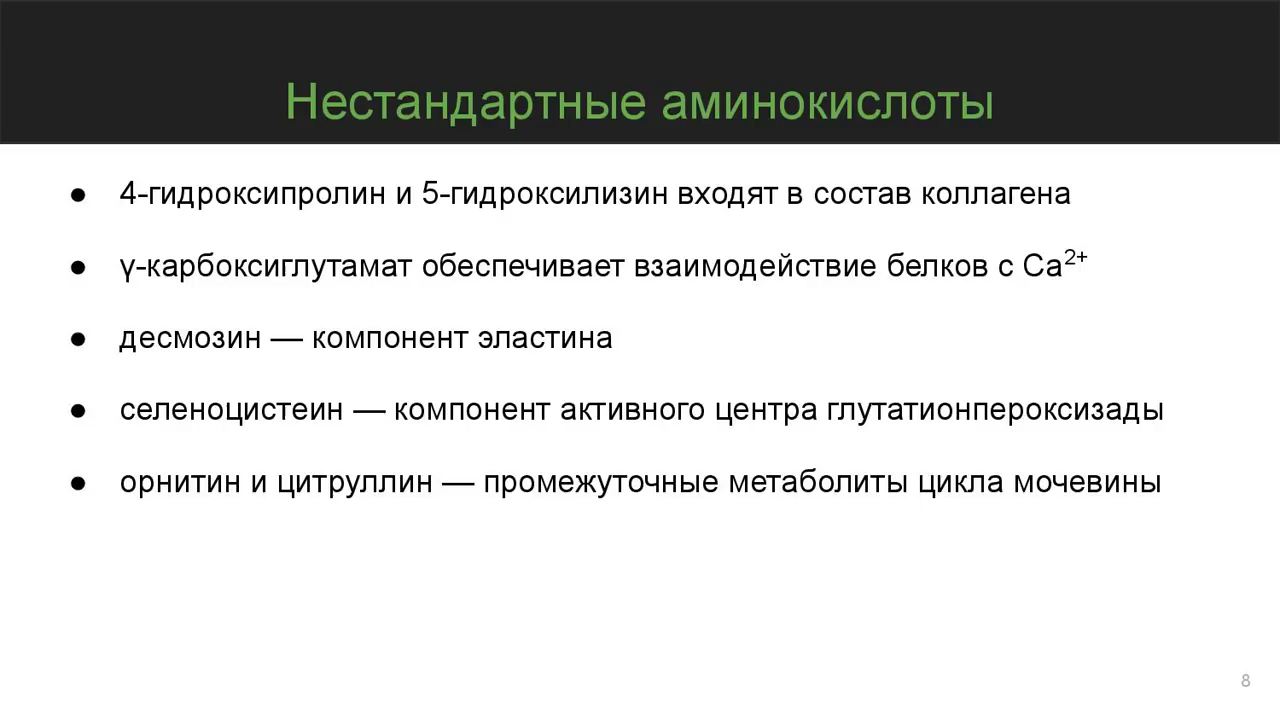 Нестандартные аминокислоты
● 4-гидроксипролин и 5-гидроксилизин входят в состав коллагена
● γ-карбоксиглутамат обеспечивает взаимодействие белков с Ca²⁺
● десмозин — компонент эластина
● селеноцистеин — компонент активного центра глутатионпероксизады
● орнитин и цитруллин — промежуточные метаболиты цикла мочевины
8